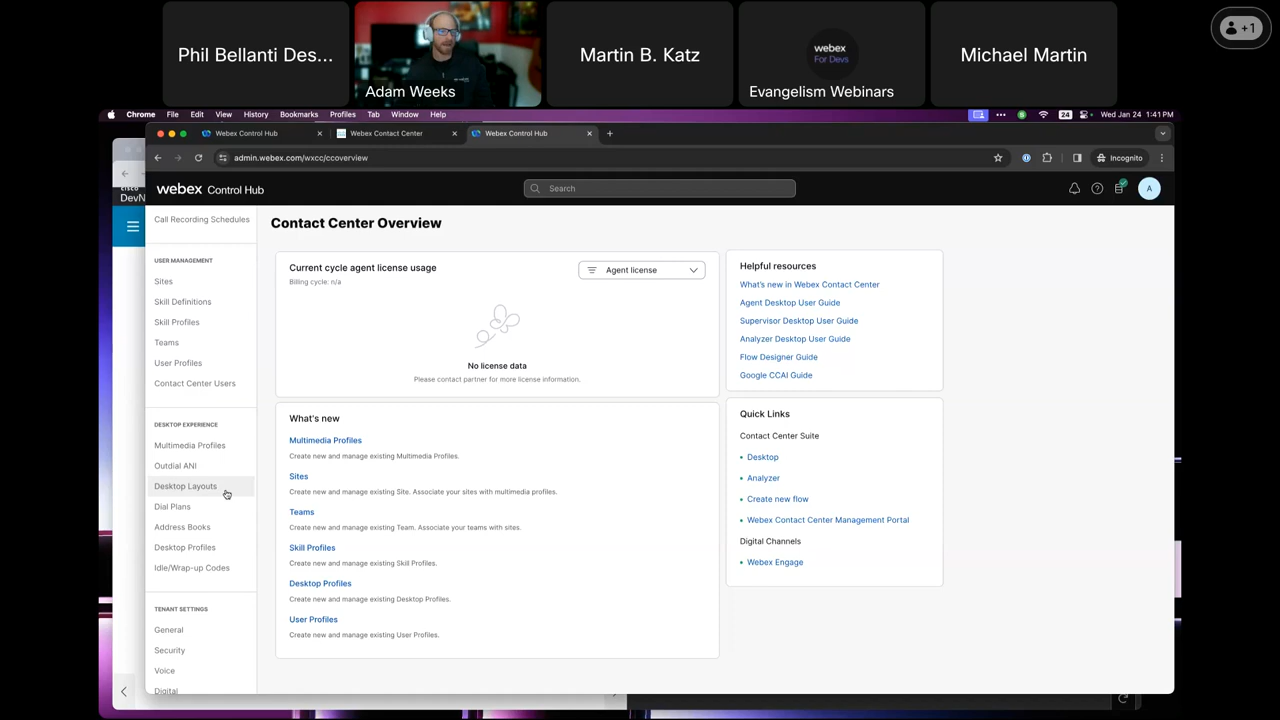 Phil Bellanti Des...
Adam Weeks
Martin B. Katz
webex
For Devs
Evangelism Webinars
Michael Martin
+1
Chrome File Edit View History Bookmarks Profiles Tab Window Help
24 Wed Jan 24 1:41 PM
Webex Control Hub
Webex Contact Center
Webex Control Hub
admin.webex.com/wxcc/ccoverview
Incognito
CISCO
DevN
webex Control Hub
Search
A
Call Recording Schedules
USER MANAGEMENT
Sites
Skill Definitions
Skill Profiles
Teams
User Profiles
Contact Center Users
DESKTOP EXPERIENCE
Multimedia Profiles
Outdial ANI
Desktop Layouts
Dial Plans
Address Books
Desktop Profiles
Idle/Wrap-up Codes
TENANT SETTINGS
General
Security
Voice
Digital
Contact Center Overview
Current cycle agent license usage
Billing cycle: n/a
Agent license
No license data
Please contact partner for more license information.
What's new
Multimedia Profiles
Create new and manage existing Multimedia Profiles.
Sites
Create new and manage existing Site. Associate your sites with multimedia profiles.
Teams
Create new and manage existing Team. Associate your teams with sites.
Skill Profiles
Create new and manage existing Skill Profiles.
Desktop Profiles
Create new and manage existing Desktop Profiles.
User Profiles
Create new and manage existing User Profiles.
Helpful resources
What's new in Webex Contact Center
Agent Desktop User Guide
Supervisor Desktop User Guide
Analyzer Desktop User Guide
Flow Designer Guide
Google CCAI Guide
Quick Links
Contact Center Suite
Desktop
Analyzer
Create new flow
Webex Contact Center Management Portal
Digital Channels
Webex Engage